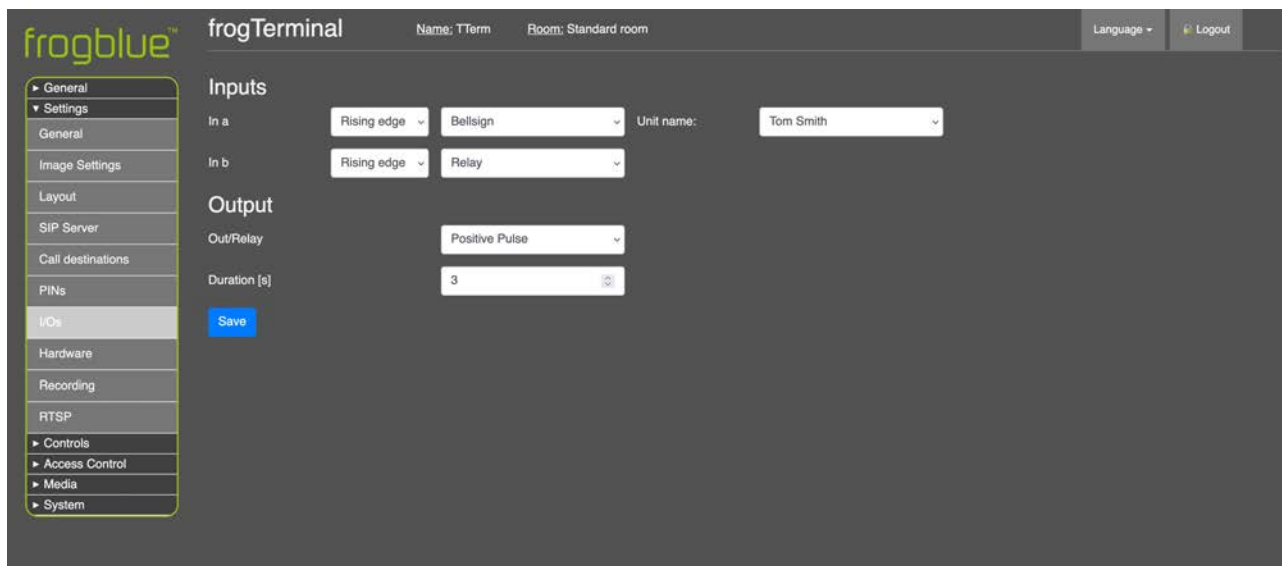 frogblue™
frogTerminal Name: TTerm Room: Standard room Language Logout
General
Settings
General
Image Settings
Layout
SIP Server
Call destinations
PINs
I/Os
Hardware
Recording
RTSP
Controls
Access Control
Media
System
Inputs
In a Rising edge Bellsign Unit name: Tom Smith
In b Rising edge Relay
Output
Out/Relay Positive Pulse
Duration [s] 3
Save